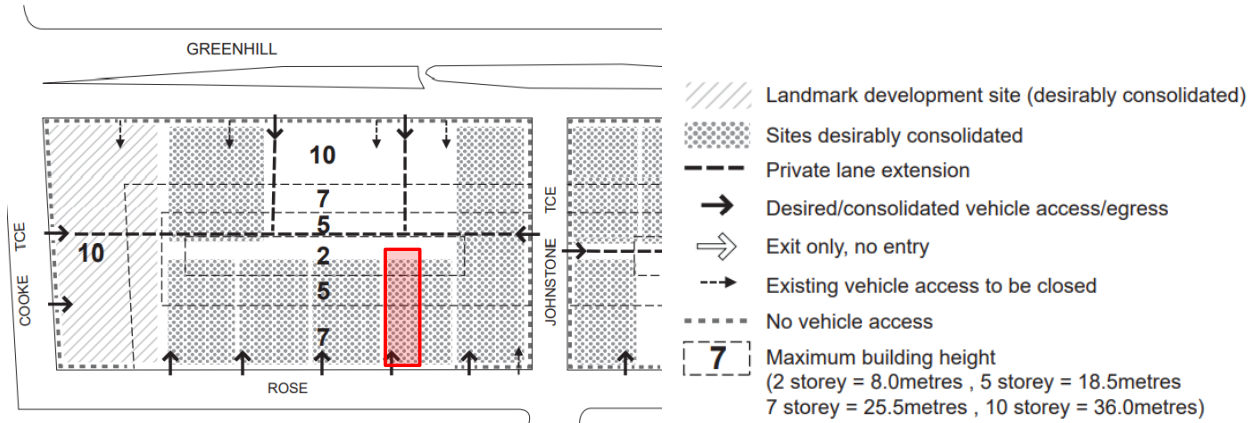 GREENHILL
10
7
5
2
10
5
7
COOKE TCE
JOHNSTONE TCE
ROSE
Landmark development site (desirably consolidated)
Sites desirably consolidated
Private lane extension
Desired/consolidated vehicle access/egress
Exit only, no entry
Existing vehicle access to be closed
No vehicle access
7
Maximum building height
(2 storey = 8.0metres , 5 storey = 18.5metres
7 storey = 25.5metres , 10 storey = 36.0metres)